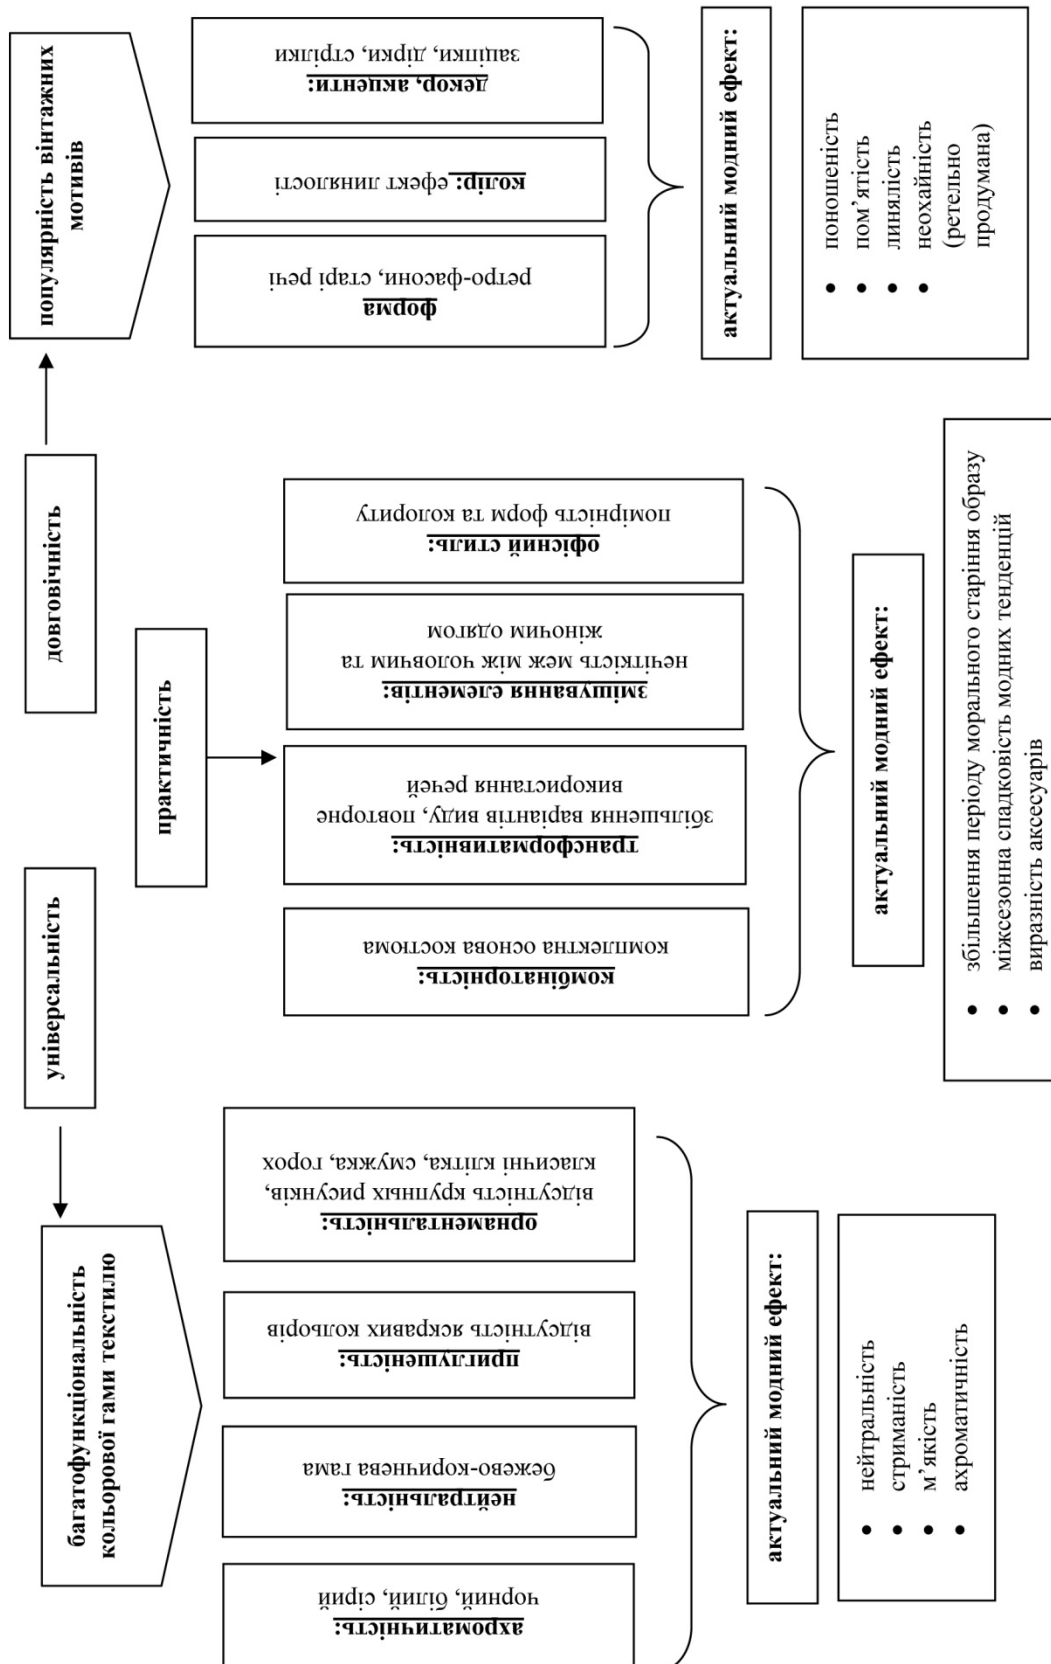 універсальність
практичність
довговічність
багатофункціональність
кольорової гами текстилю
ахроматичність:
чорний, білий, сірий
нейтральність:
бежево-коричнева гама
приглушеність:
відсутність яскравих кольорів
орнаментальність:
відсутність крупных рисунків,
класичні клітка, смужка, горох
актуальний модний ефект:
нейтральність
стриманість
м’якість
ахроматичність
комбінаторність:
комплектна основа костюма
трансформативність:
збільшення варіантів виду, повторне
використання речей
змішування елементів:
нечіткість меж між чоловчим та
жіночим одягом
офісний стиль:
помірність форм та колориту
актуальний модний ефект:
збільшення періоду морального старіння образу
міжсезонна спадковість модних тенденцій
виразність аксесуарів
популярність вінтажних
мотивів
форма
ретро-фасони, старі речі
колір: ефект линялості
декор, акценти:
зацінки, дірки, стрілки
актуальний модний ефект:
поношеність
пом’ятість
линялість
неохайність
(ретельно
продумана)